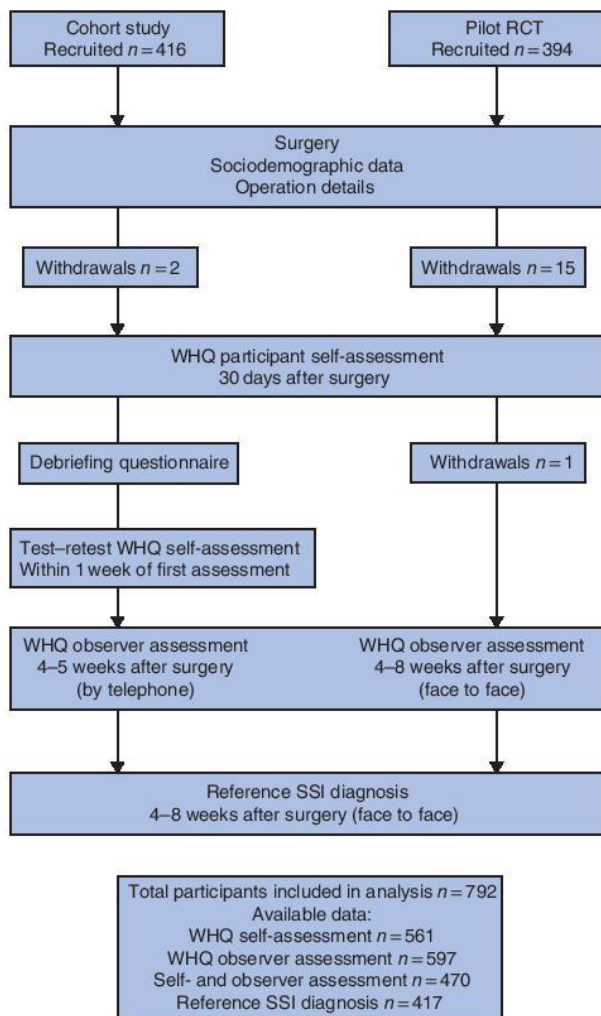 Cohort study
Recruited n = 416
Pilot RCT
Recruited n = 394
Surgery
Sociodemographic data
Operation details
Withdrawals n = 2
Withdrawals n = 15
WHQ participant self-assessment
30 days after surgery
Debriefing questionnaire
Withdrawals n = 1
Test–retest WHQ self-assessment
Within 1 week of first assessment
WHQ observer assessment
4–5 weeks after surgery
(by telephone)
WHQ observer assessment
4–8 weeks after surgery
(face to face)
Reference SSI diagnosis
4–8 weeks after surgery (face to face)
Total participants included in analysis n = 792
Available data:
WHQ self-assessment n = 561
WHQ observer assessment n = 597
Self- and observer assessment n = 470
Reference SSI diagnosis n = 417